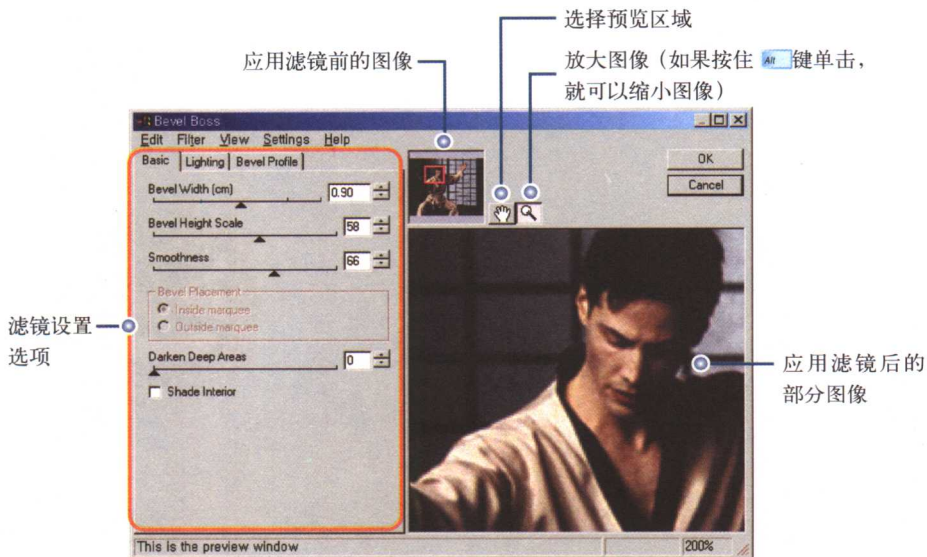 选择预览区域
应用滤镜前的图像
放大图像（如果按住 Alt 键单击，
就可以缩小图像）
Bevel Boss
Edit Filter View Settings Help
Basic Lighting Bevel Profile
OK
Cancel
Bevel Width (cm) 0.90
Bevel Height Scale 58
Smoothness 66
Bevel Placement
Inside marquee
Outside marquee
滤镜设置
选项
Darken Deep Areas 0
Shade Interior
应用滤镜后的
部分图像
This is the preview window 200%